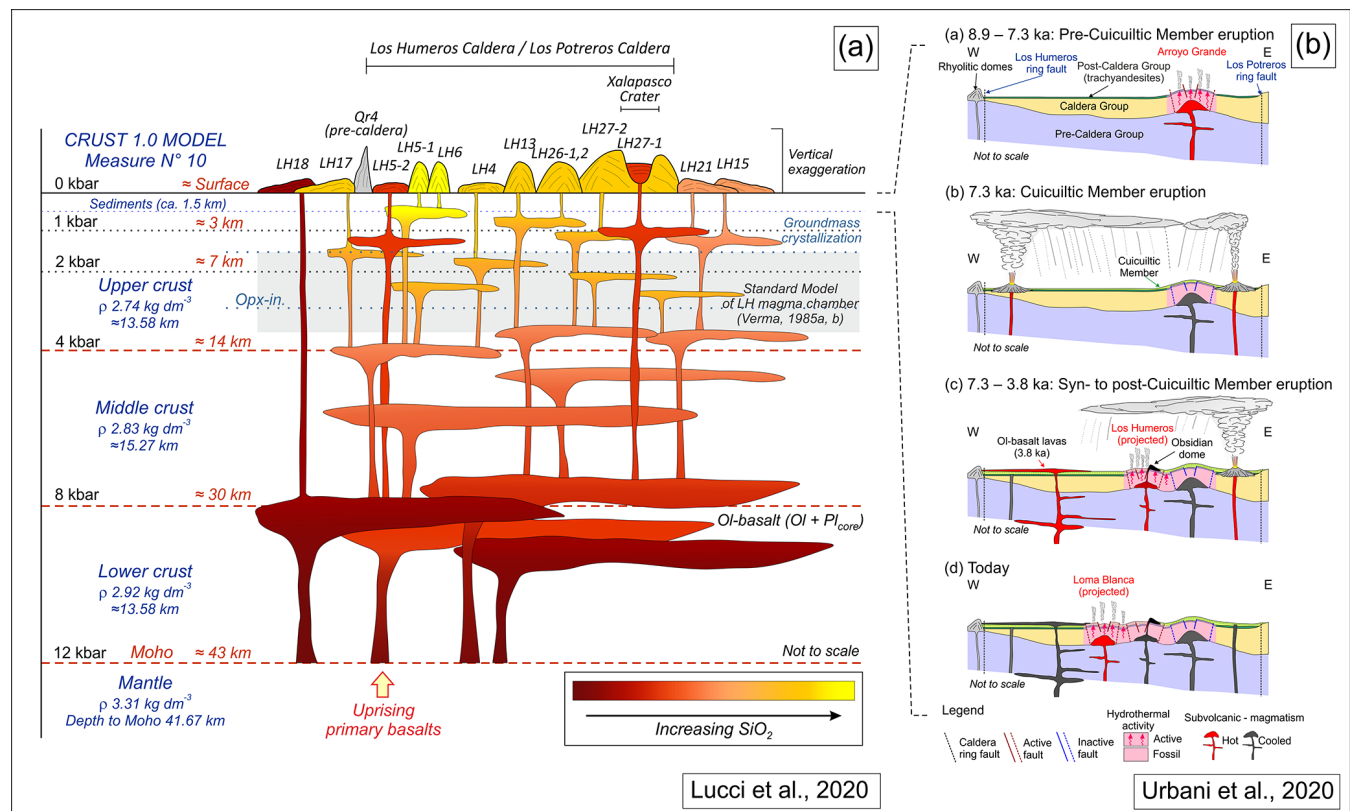 Los Humeros Caldera / Los Potreros Caldera
(a)
Xalapasco
Crater
Qr4
(pre-caldera)
CRUST 1.0 MODEL
Measure N° 10
LH18
LH17
LH5-2
LH5-1
LH6
LH4
LH13
LH26-1,2
LH27-2
LH27-1
LH21
LH15
Vertical
exaggeration
0 kbar ≈ Surface
Sediments (ca. 1.5 km)
1 kbar ≈ 3 km
Groundmass
crystallization
2 kbar ≈ 7 km
Upper crust
ρ 2.74 kg dm-3
≈13.58 km
Opx-in.
Standard Model
of LH magma chamber
(Verma, 1985a, b)
4 kbar ≈ 14 km
Middle crust
ρ 2.83 kg dm-3
≈15.27 km
8 kbar ≈ 30 km
Ol-basalt (Ol + Plcore)
Lower crust
ρ 2.92 kg dm-3
≈13.58 km
12 kbar Moho ≈ 43 km
Not to scale
Mantle
ρ 3.31 kg dm-3
Depth to Moho 41.67 km
Uprising
primary basalts
Increasing SiO2
Lucci et al., 2020
(a) 8.9 – 7.3 ka: Pre-Cuicuiltic Member eruption
(b)
W
E
Rhyolitic domes
Los Humeros
ring fault
Post-Caldera Group
(trachyandesites)
Arroyo Grande
Los Potreros
ring fault
Caldera Group
Pre-Caldera Group
Not to scale
(b) 7.3 ka: Cuicuiltic Member eruption
W
E
Cuicuiltic
Member
Not to scale
(c) 7.3 – 3.8 ka: Syn- to post-Cuicuiltic Member eruption
W
E
Ol-basalt lavas
(3.8 ka)
Los Humeros
(projected)
Obsidian
dome
Not to scale
(d) Today
W
E
Loma Blanca
(projected)
Not to scale
Legend
Caldera
ring fault
Active
fault
Inactive
fault
Hydrothermal
activity
Active
Fossil
Subvolcanic - magmatism
Hot
Cooled
Urbani et al., 2020